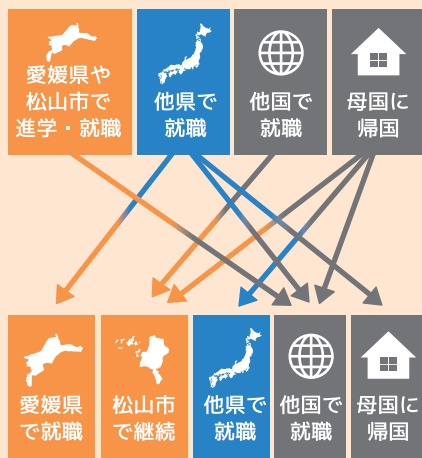 愛媛県や
松山市で
進学・就職
他県で
就職
他国で
就職
母国に
帰国
愛媛県
で就職
松山市
で継続
他県で
就職
他国で
就職
母国に
帰国